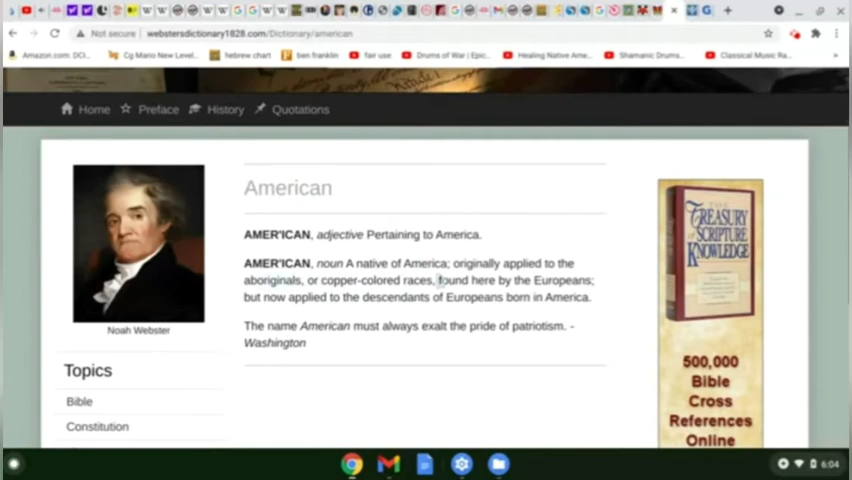 Not secure | webstersdictionary1828.com/Dictionary/american
Amazon.com: DCI... Cg Mario New Level... hebrew chart ben franklin fair use Drums of War | Epic... Healing Native Ame... Shamanic Drums... Classical Music Ra... »
Home Preface History Quotations
American
AMER'ICAN, adjective Pertaining to America.
AMER'ICAN, noun A native of America; originally applied to the
aboriginals, or copper-colored races, found here by the Europeans;
but now applied to the descendants of Europeans born in America.
The name American must always exalt the pride of patriotism. -
Washington
Noah Webster
Topics
Bible
Constitution
THE
TREASURY
OF
SCRIPTURE
KNOWLEDGE
500,000
Bible
Cross
References
Online
6:04